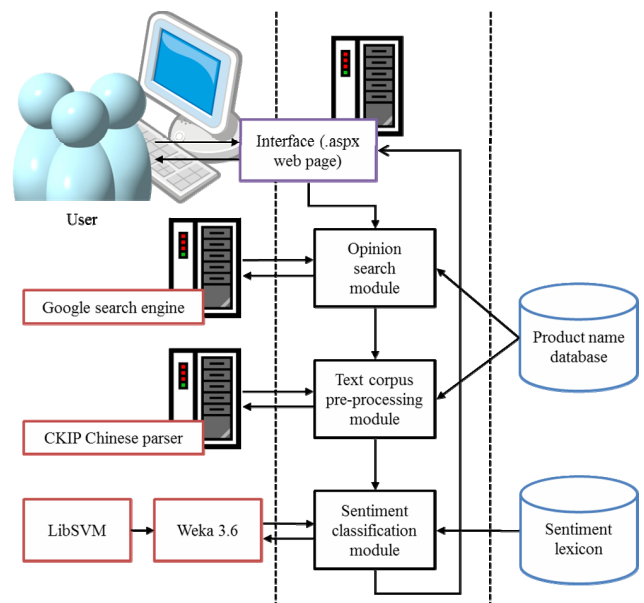 Interface (.aspx
web page)
User
Opinion
search
module
Google search engine
Product name
database
Text corpus
pre-processing
module
CKIP Chinese parser
LibSVM
Weka 3.6
Sentiment
classification
module
Sentiment
lexicon